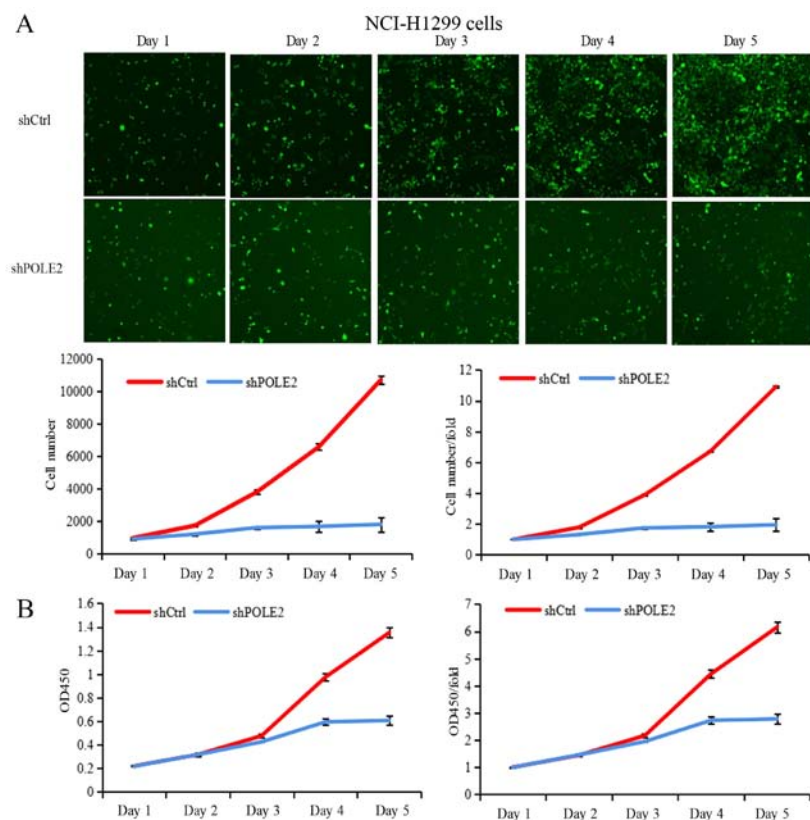 A
NCI-H1299 cells
Day 1 Day 2 Day 3 Day 4 Day 5
shCtrl
shPOLE2
12000
10000
8000
6000
4000
2000
0
Cell number
shCtrl shPOLE2
Day 1 Day 2 Day 3 Day 4 Day 5
12
10
8
6
4
2
0
Cell number/fold
shCtrl shPOLE2
Day 1 Day 2 Day 3 Day 4 Day 5
B
1.6
1.4
1.2
1
0.8
0.6
0.4
0.2
0
OD450
shCtrl shPOLE2
Day 1 Day 2 Day 3 Day 4 Day 5
7
6
5
4
3
2
1
0
OD450/fold
shCtrl shPOLE2
Day 1 Day 2 Day 3 Day 4 Day 5